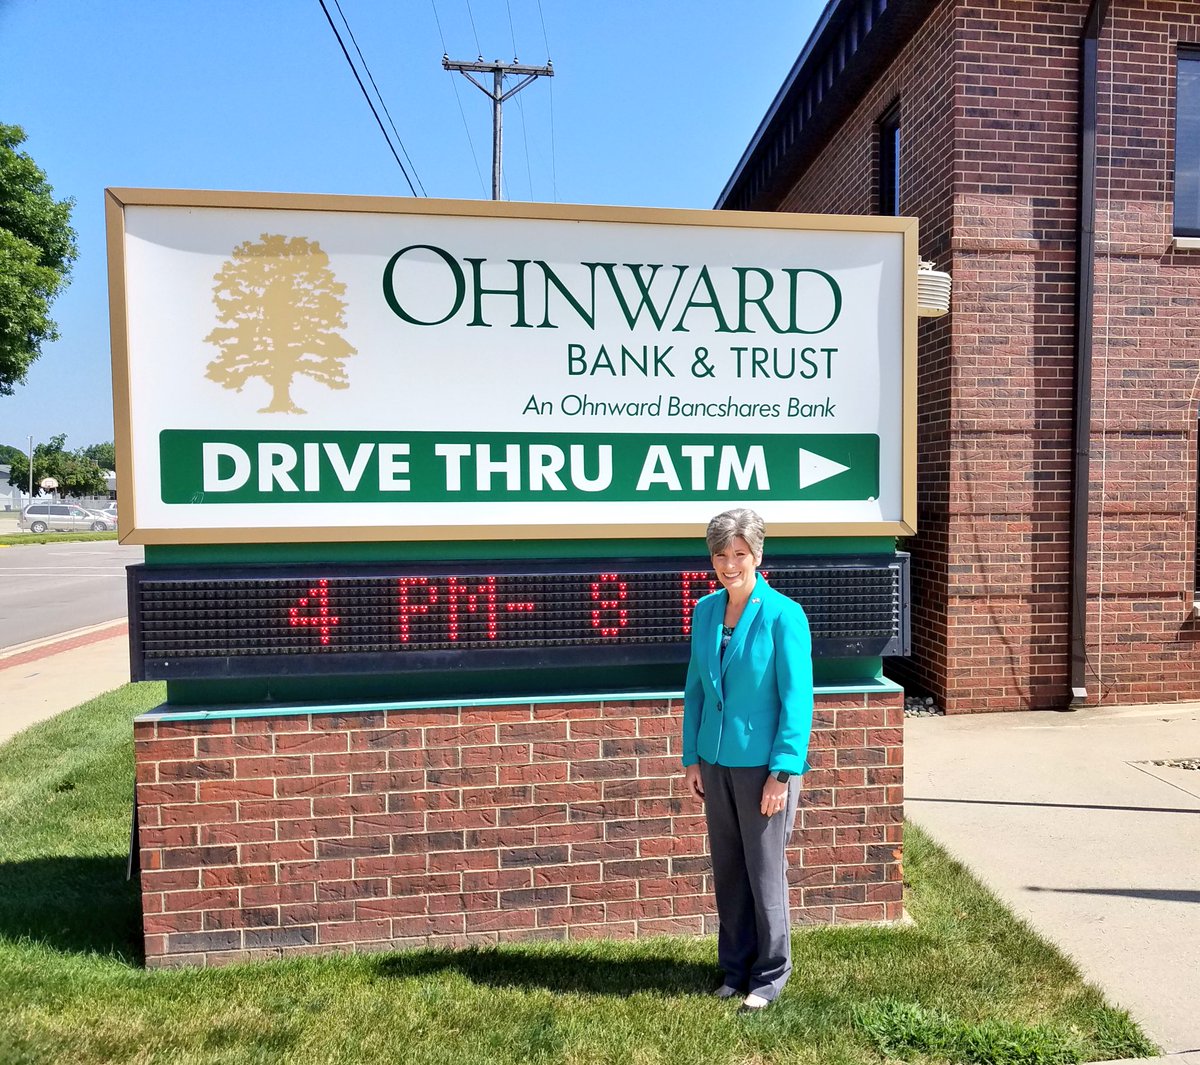 OHNWARD
BANK & TRUST
An Ohnward Bancshares Bank
DRIVE THRU ATM
4 PM- 8 P